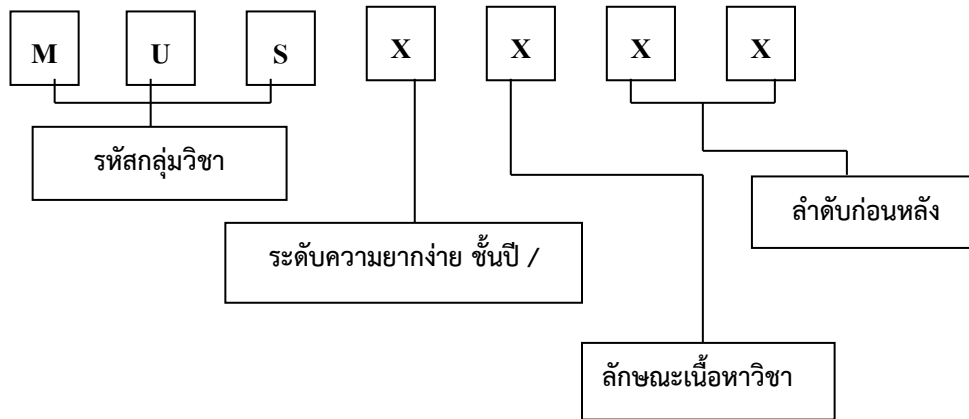 M U S X X X X
รหัสกลุ่มวิชา
ลำดับก่อนหลัง
ระดับความยากง่าย ชั้นปี /
ลักษณะเนื้อหาวิชา